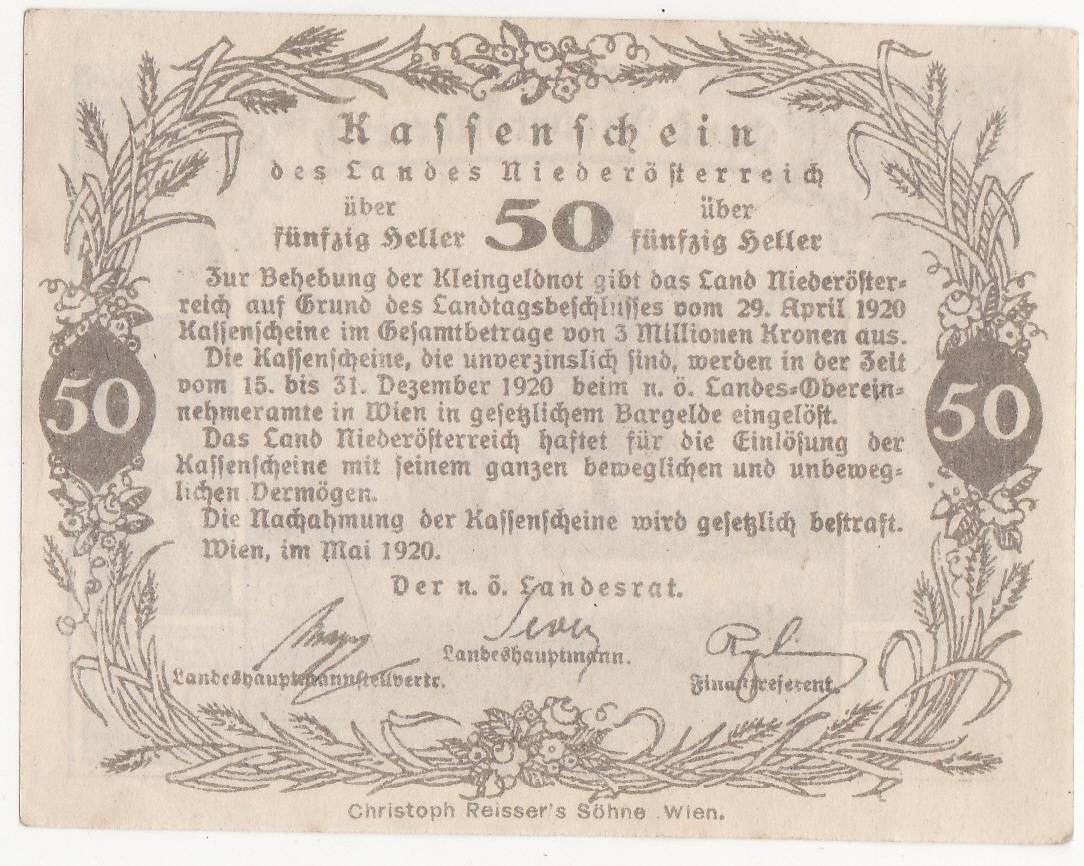 Kassenschein
des Landes Niederösterreich
über 50 über
fünfzig Heller fünfzig Heller
Zur Behebung der Kleingeldnot gibt das Land Niederöster-
reich auf Grund des Landtagsbeschlusses vom 29. April 1920
Kassenscheine im Gesamtbetrage von 3 Millionen Kronen aus.
Die Kassenscheine, die unverzinslich sind, werden in der Zeit
vom 15. bis 31. Dezember 1920 beim n. ö. Landes-Oberein-
nehmeramte in Wien in gesetzlichem Bargelde eingelöst.
50 50
Das Land Niederösterreich haftet für die Einlösung der
Kassenscheine mit seinem ganzen beweglichen und unbeweg-
lichen Vermögen.
Die Nachahmung der Kassenscheine wird gesetzlich bestraft.
Wien, im Mai 1920.
Der n. ö. Landesrat.
Sever
Landeshauptmann.
Landeshauptmannstellvertr. Finanzreferent.
Christoph Reisser's Söhne Wien.